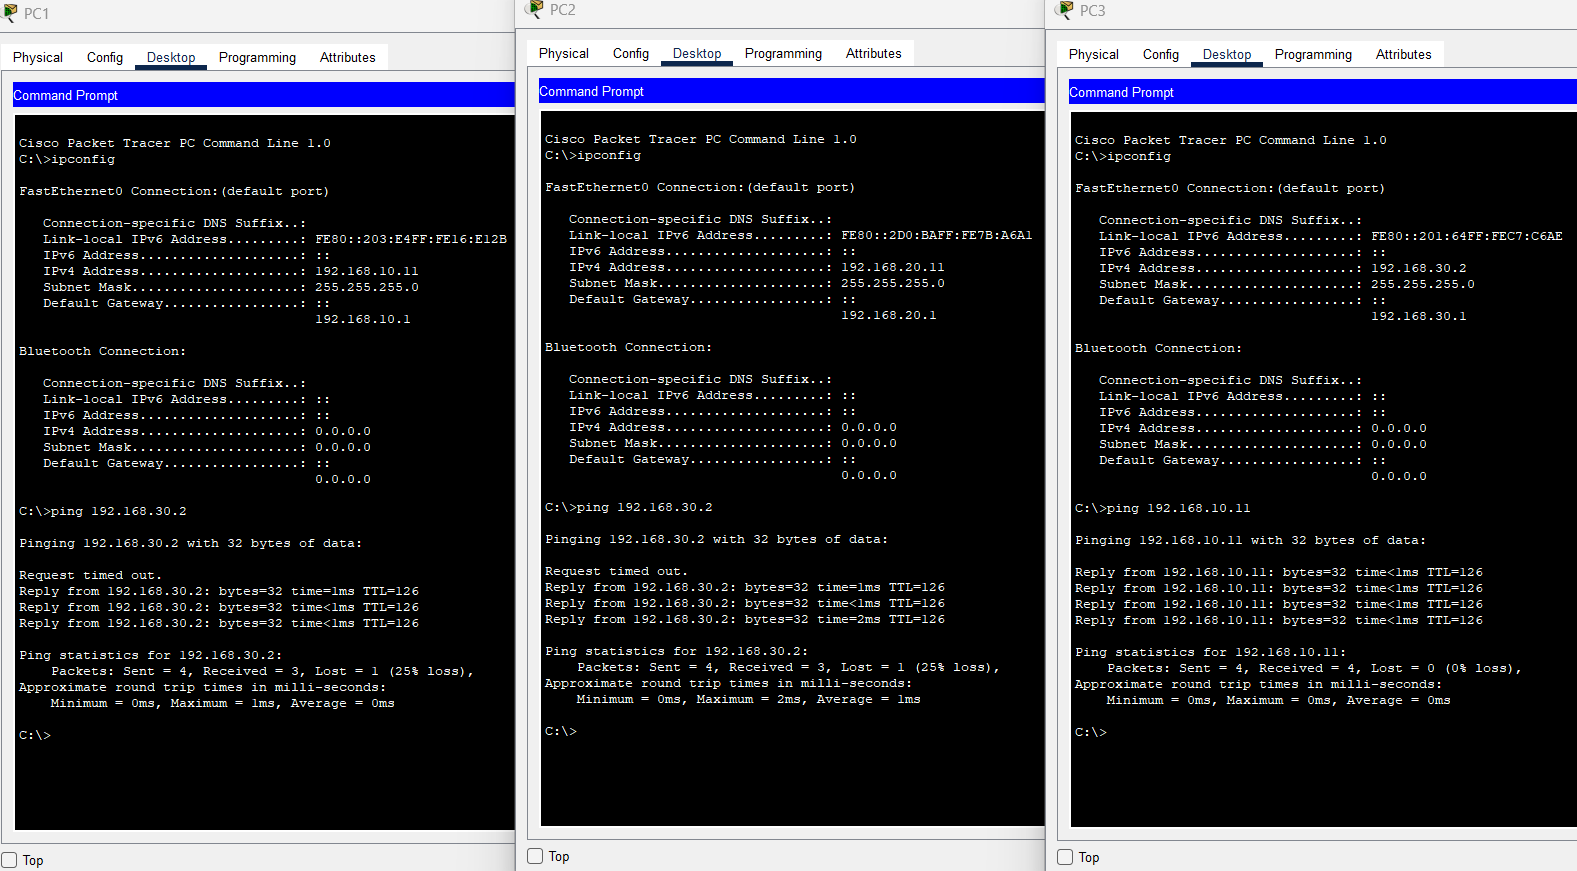 PC1
Physical Config Desktop Programming Attributes
Command Prompt
Cisco Packet Tracer PC Command Line 1.0
C:\>ipconfig
FastEthernet0 Connection:(default port)
Connection-specific DNS Suffix..:
Link-local IPv6 Address.........: FE80::203:E4FF:FE16:E12B
IPv6 Address....................: ::
IPv4 Address....................: 192.168.10.11
Subnet Mask.....................: 255.255.255.0
Default Gateway.................: ::
192.168.10.1
Bluetooth Connection:
Connection-specific DNS Suffix..:
Link-local IPv6 Address.........: ::
IPv6 Address....................: ::
IPv4 Address....................: 0.0.0.0
Subnet Mask.....................: 0.0.0.0
Default Gateway.................: ::
0.0.0.0
C:\>ping 192.168.30.2
Pinging 192.168.30.2 with 32 bytes of data:
Request timed out.
Reply from 192.168.30.2: bytes=32 time=1ms TTL=126
Reply from 192.168.30.2: bytes=32 time<1ms TTL=126
Reply from 192.168.30.2: bytes=32 time<1ms TTL=126
Ping statistics for 192.168.30.2:
Packets: Sent = 4, Received = 3, Lost = 1 (25% loss),
Approximate round trip times in milli-seconds:
Minimum = 0ms, Maximum = 1ms, Average = 0ms
C:\>
Top
PC2
Physical Config Desktop Programming Attributes
Command Prompt
Cisco Packet Tracer PC Command Line 1.0
C:\>ipconfig
FastEthernet0 Connection:(default port)
Connection-specific DNS Suffix..:
Link-local IPv6 Address.........: FE80::2D0:BAFF:FE7B:A6A1
IPv6 Address....................: ::
IPv4 Address....................: 192.168.20.11
Subnet Mask.....................: 255.255.255.0
Default Gateway.................: ::
192.168.20.1
Bluetooth Connection:
Connection-specific DNS Suffix..:
Link-local IPv6 Address.........: ::
IPv6 Address....................: ::
IPv4 Address....................: 0.0.0.0
Subnet Mask.....................: 0.0.0.0
Default Gateway.................: ::
0.0.0.0
C:\>ping 192.168.30.2
Pinging 192.168.30.2 with 32 bytes of data:
Request timed out.
Reply from 192.168.30.2: bytes=32 time=1ms TTL=126
Reply from 192.168.30.2: bytes=32 time<1ms TTL=126
Reply from 192.168.30.2: bytes=32 time=2ms TTL=126
Ping statistics for 192.168.30.2:
Packets: Sent = 4, Received = 3, Lost = 1 (25% loss),
Approximate round trip times in milli-seconds:
Minimum = 0ms, Maximum = 2ms, Average = 1ms
C:\>
Top
PC3
Physical Config Desktop Programming Attributes
Command Prompt
Cisco Packet Tracer PC Command Line 1.0
C:\>ipconfig
FastEthernet0 Connection:(default port)
Connection-specific DNS Suffix..:
Link-local IPv6 Address.........: FE80::201:64FF:FEC7:C6AE
IPv6 Address....................: ::
IPv4 Address....................: 192.168.30.2
Subnet Mask.....................: 255.255.255.0
Default Gateway.................: ::
192.168.30.1
Bluetooth Connection:
Connection-specific DNS Suffix..:
Link-local IPv6 Address.........: ::
IPv6 Address....................: ::
IPv4 Address....................: 0.0.0.0
Subnet Mask.....................: 0.0.0.0
Default Gateway.................: ::
0.0.0.0
C:\>ping 192.168.10.11
Pinging 192.168.10.11 with 32 bytes of data:
Reply from 192.168.10.11: bytes=32 time<1ms TTL=126
Reply from 192.168.10.11: bytes=32 time<1ms TTL=126
Reply from 192.168.10.11: bytes=32 time<1ms TTL=126
Reply from 192.168.10.11: bytes=32 time<1ms TTL=126
Ping statistics for 192.168.10.11:
Packets: Sent = 4, Received = 4, Lost = 0 (0% loss),
Approximate round trip times in milli-seconds:
Minimum = 0ms, Maximum = 0ms, Average = 0ms
C:\>
Top